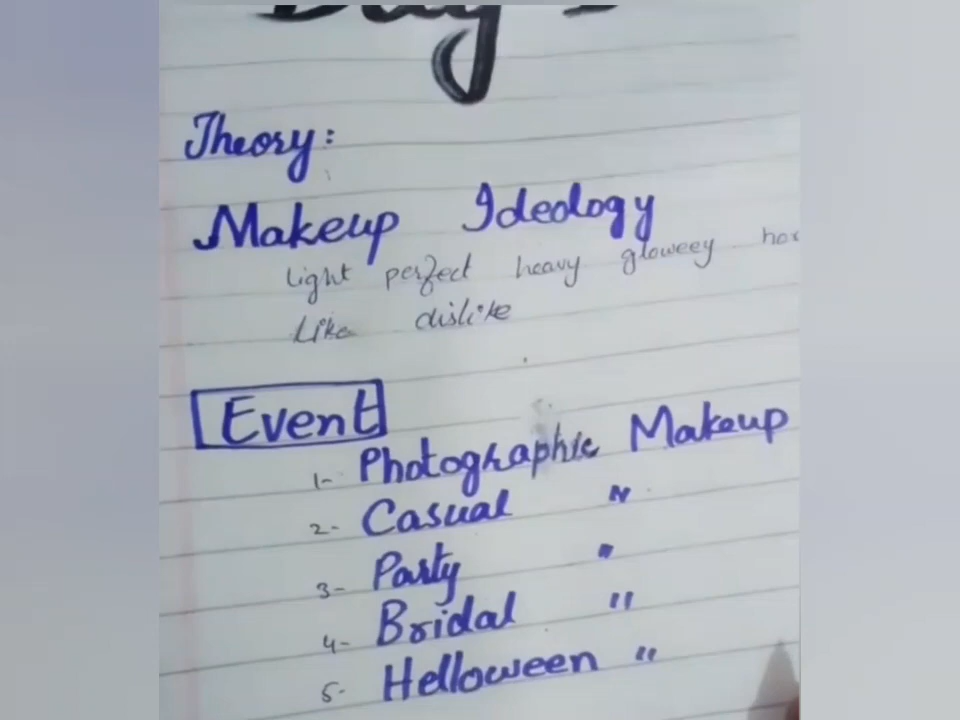 Day
Theory:
Makeup Ideology
light perfect heavy gloweey
Like dislike
Event
1- Photographic Makeup
2- Casual "
3- Party "
4- Bridal "
5- Helloween "